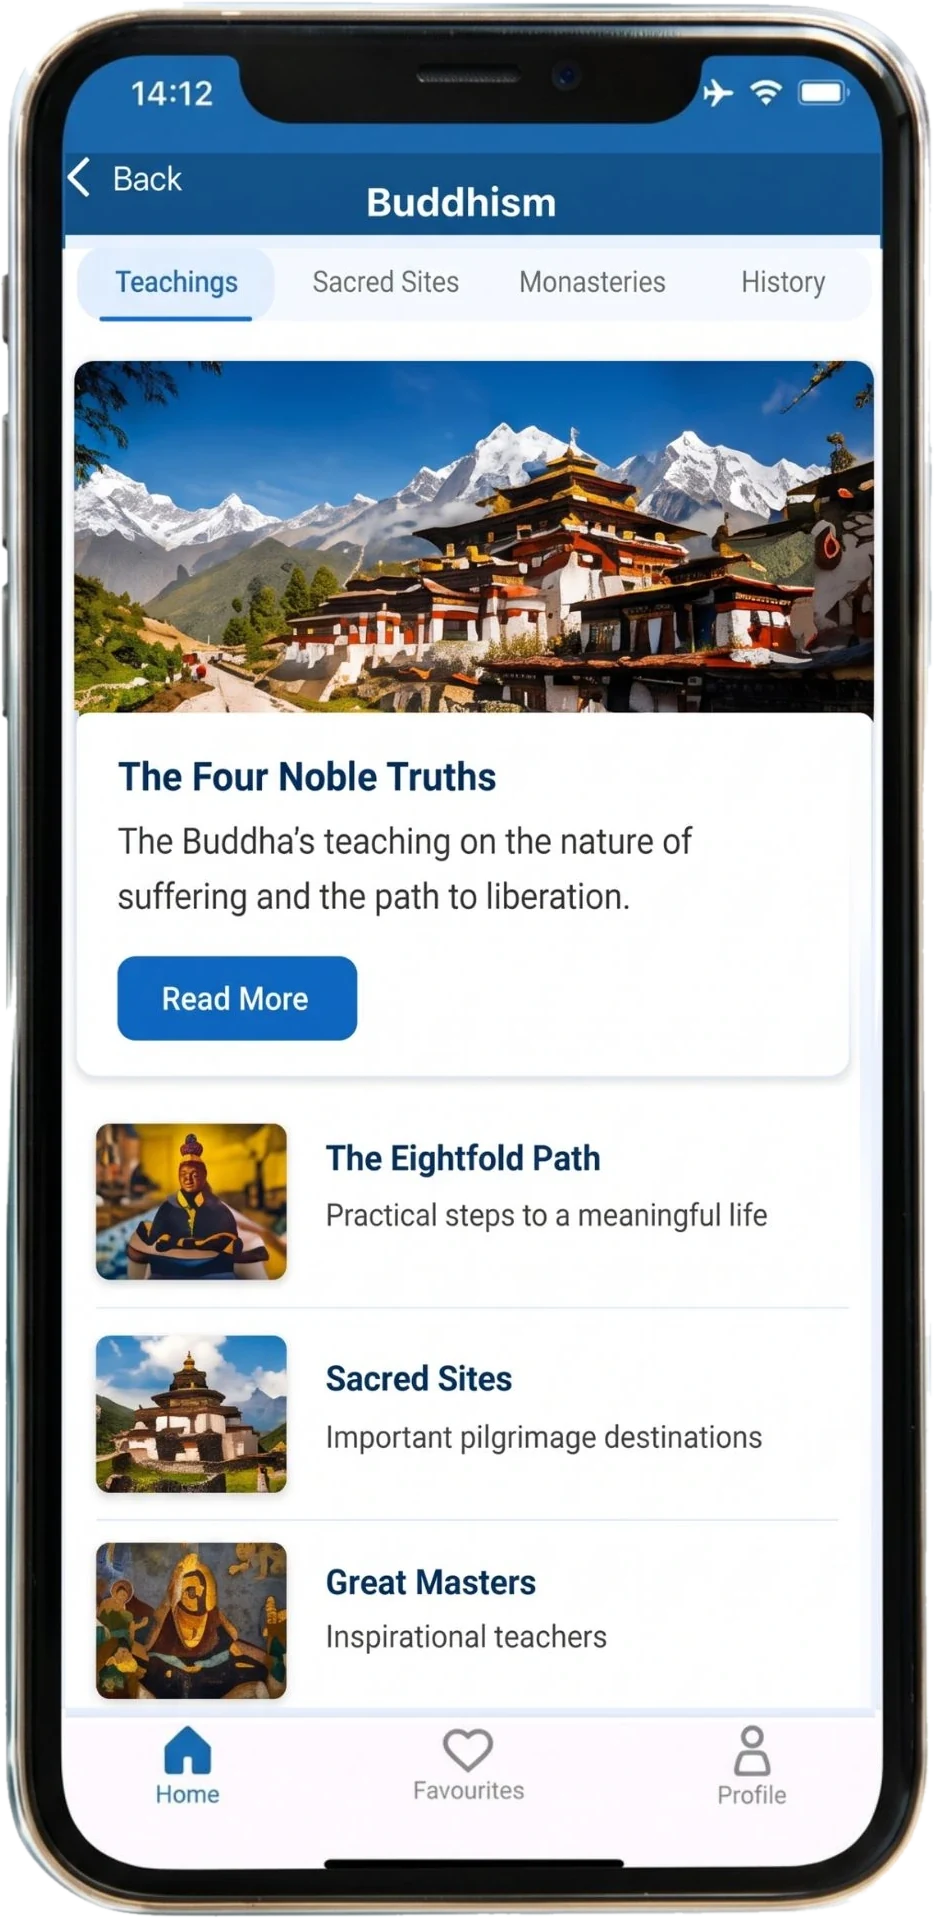 14:12
Back
Buddhism
Teachings Sacred Sites Monasteries History
The Four Noble Truths
The Buddha’s teaching on the nature of
suffering and the path to liberation.
Read More
The Eightfold Path
Practical steps to a meaningful life
Sacred Sites
Important pilgrimage destinations
Great Masters
Inspirational teachers
Home Favourites Profile